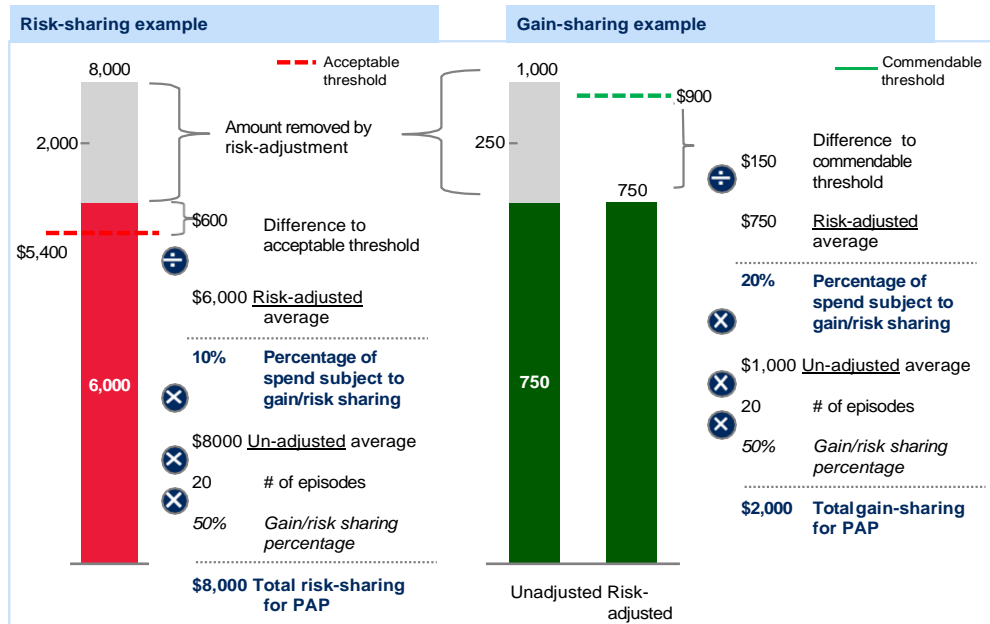 Risk-sharing example
8,000
Acceptable
threshold
2,000
Amount removed by
risk-adjustment
$600
Difference to
acceptable threshold
$5,400
÷
$6,000 Risk-adjusted
average
10% Percentage of
spend subject to
gain/risk sharing
6,000
×
$8000 Un-adjusted average
×
20 # of episodes
×
50% Gain/risk sharing
percentage
$8,000 Total risk-sharing
for PAP
Gain-sharing example
1,000
Commendable
threshold
$900
250
Difference to
commendable
threshold
$150
÷
750
$750 Risk-adjusted
average
20% Percentage of
spend subject to
gain/risk sharing
×
$1,000 Un-adjusted average
×
750
20 # of episodes
×
50% Gain/risk sharing
percentage
$2,000 Totalgain-sharing
for PAP
Unadjusted Risk-
adjusted